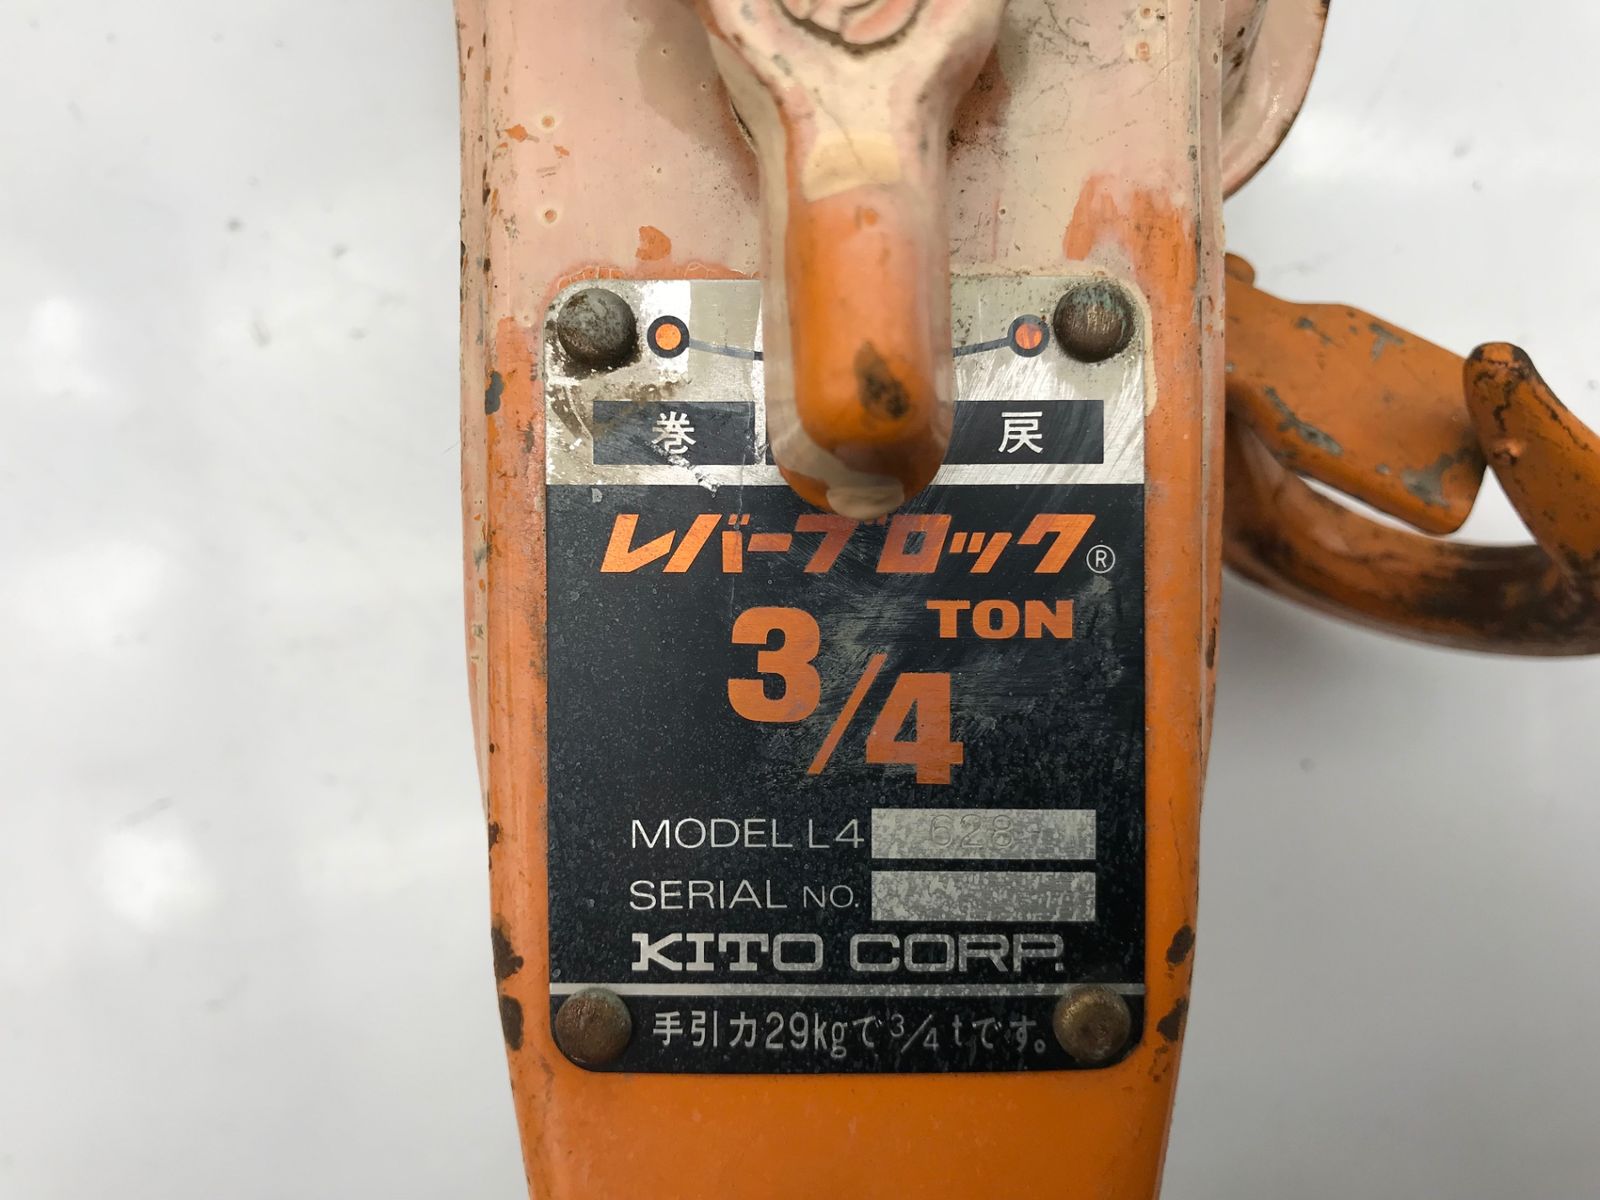 巻 戻
レバーブロック®
3/4 TON
MODEL L4 628
SERIAL NO.
KITO CORP.
手引力29kgで3/4tです。